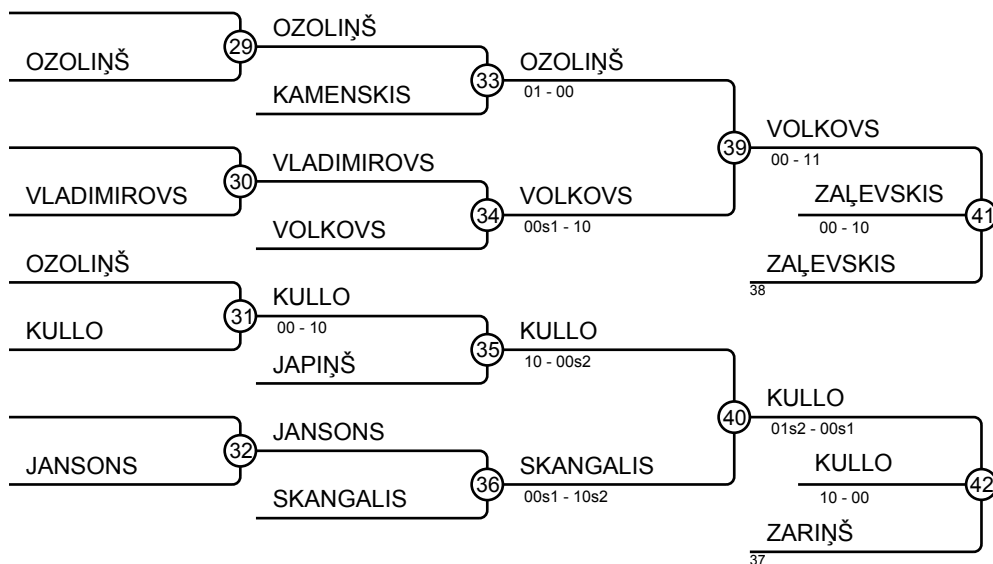 OZOLIŅŠ
29
OZOLIŅŠ
KAMENSKIS
33
OZOLIŅŠ
01 - 00
VLADIMIROVS
30
VLADIMIROVS
VOLKOVS
34
VOLKOVS
00s1 - 10
39
VOLKOVS
00 - 11
ZAĻEVSKIS
00 - 10
41
ZAĻEVSKIS
38
OZOLIŅŠ
KULLO
31
KULLO
00 - 10
JAPIŅŠ
35
KULLO
10 - 00s2
JANSONS
32
JANSONS
SKANGALIS
36
SKANGALIS
00s1 - 10s2
40
KULLO
01s2 - 00s1
KULLO
10 - 00
42
ZARIŅŠ
37